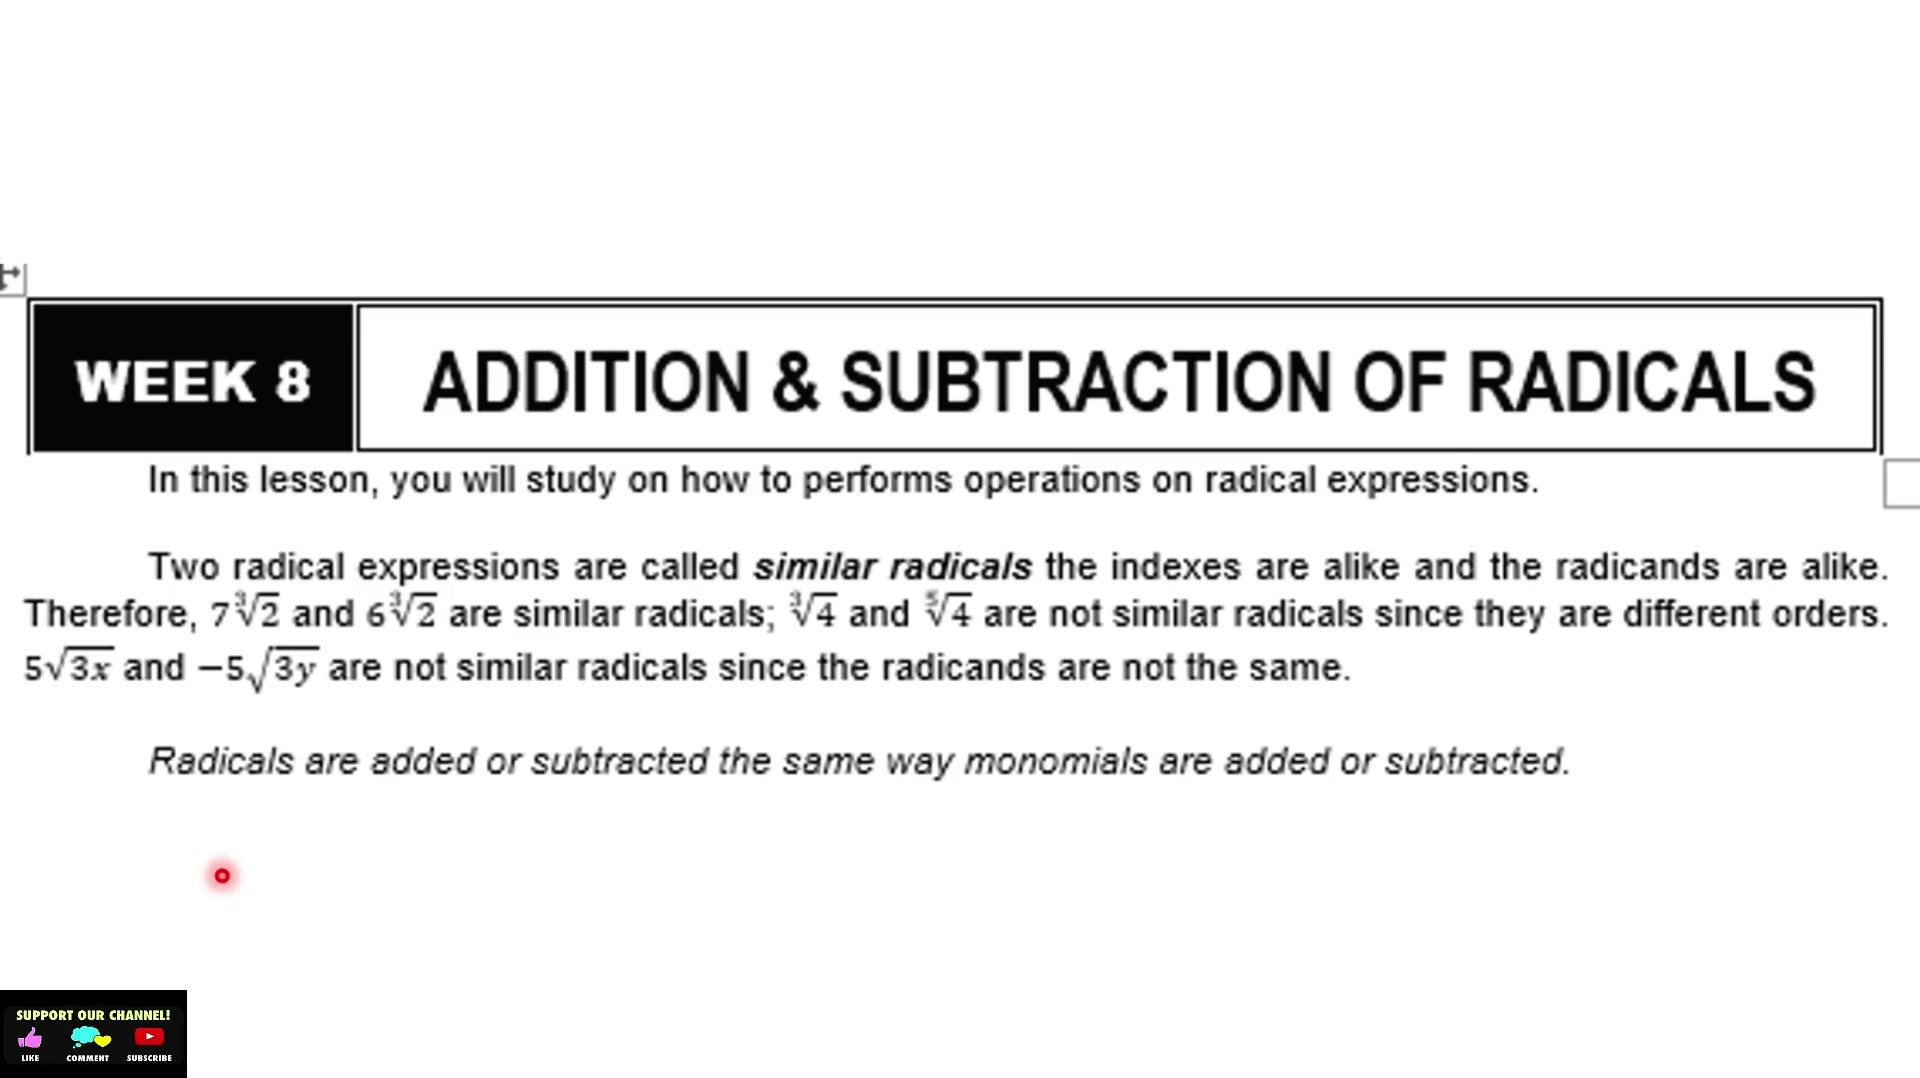 WEEK 8
ADDITION & SUBTRACTION OF RADICALS
In this lesson, you will study on how to performs operations on radical expressions.
Two radical expressions are called similar radicals the indexes are alike and the radicands are alike.
Therefore, 7∛2 and 6∛2 are similar radicals; ∛4 and ⁵√4 are not similar radicals since they are different orders.
5√3x and −5√3y are not similar radicals since the radicands are not the same.
Radicals are added or subtracted the same way monomials are added or subtracted.
SUPPORT OUR CHANNEL!
LIKE COMMENT SUBSCRIBE